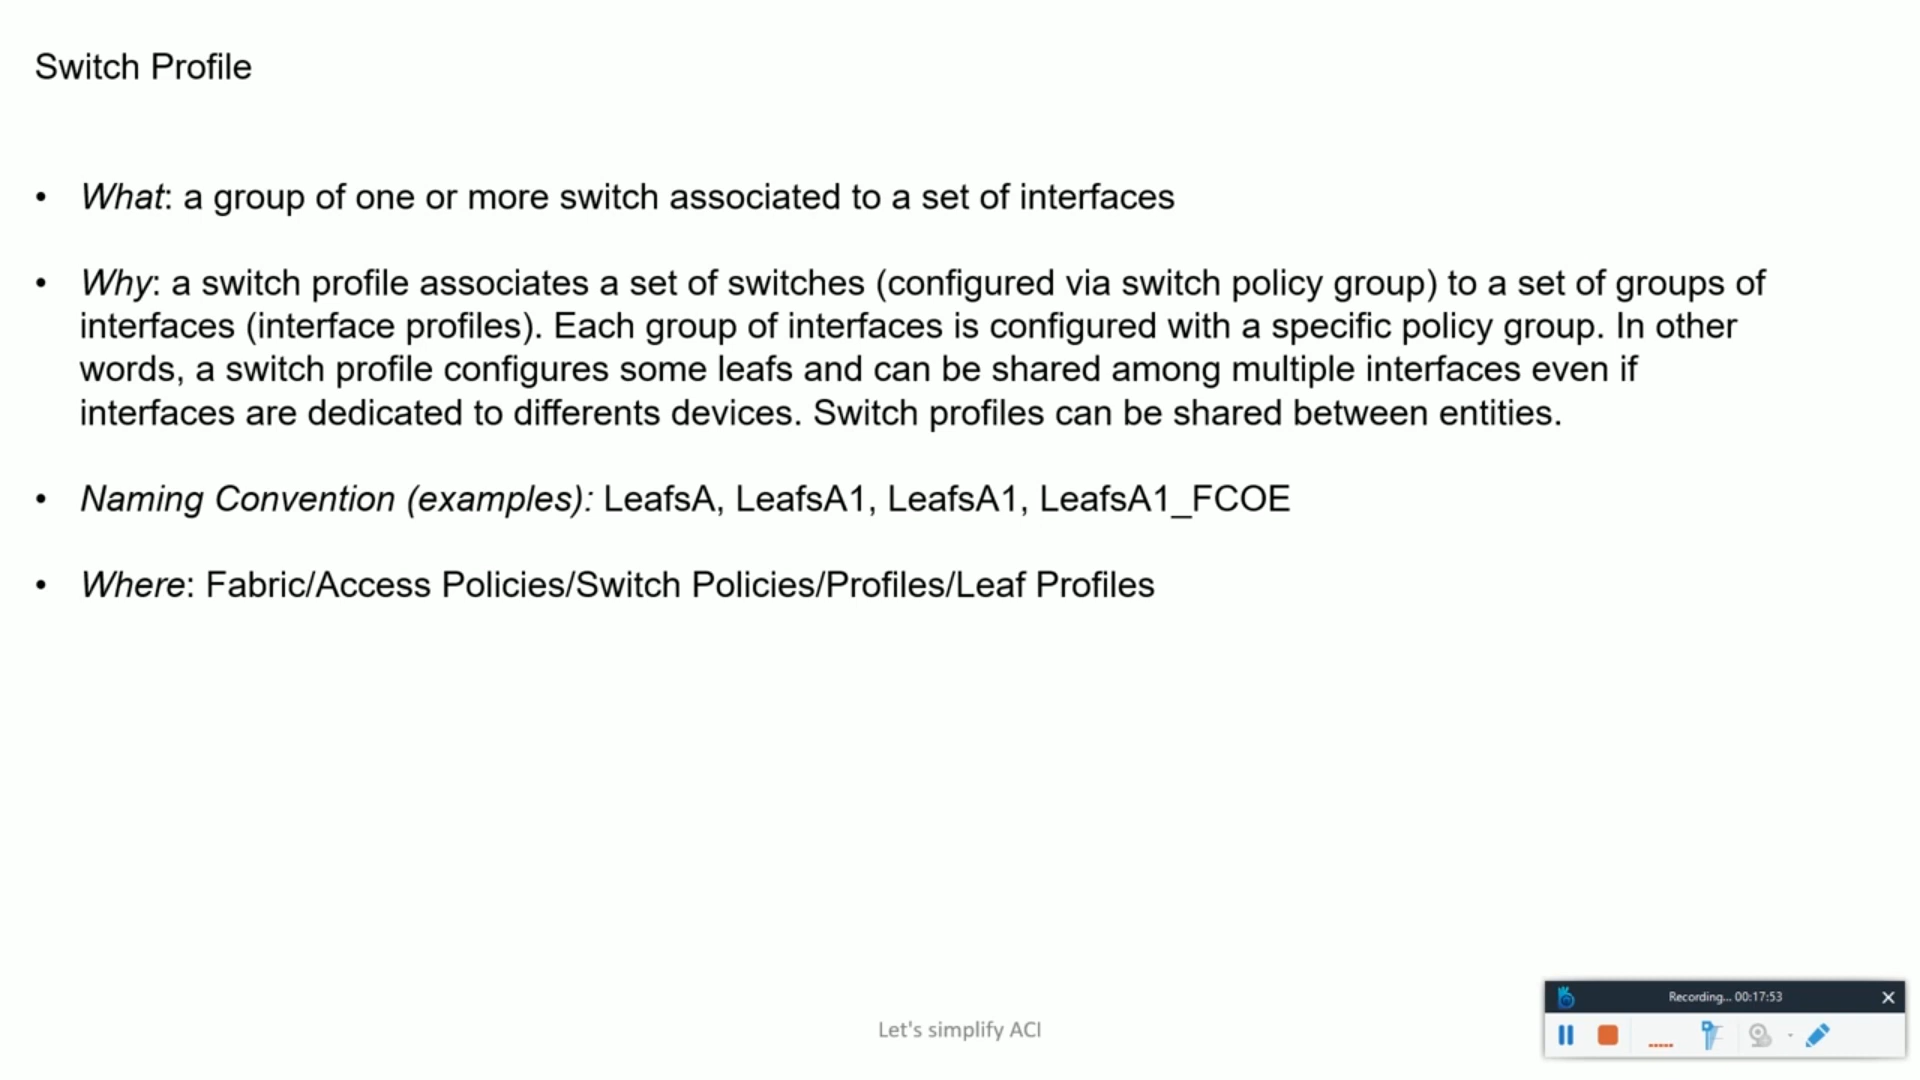 Switch Profile
• What: a group of one or more switch associated to a set of interfaces
• Why: a switch profile associates a set of switches (configured via switch policy group) to a set of groups of
interfaces (interface profiles). Each group of interfaces is configured with a specific policy group. In other
words, a switch profile configures some leafs and can be shared among multiple interfaces even if
interfaces are dedicated to differents devices. Switch profiles can be shared between entities.
• Naming Convention (examples): LeafsA, LeafsA1, LeafsA1, LeafsA1_FCOE
• Where: Fabric/Access Policies/Switch Policies/Profiles/Leaf Profiles
Let's simplify ACI
Recording... 00:17:53